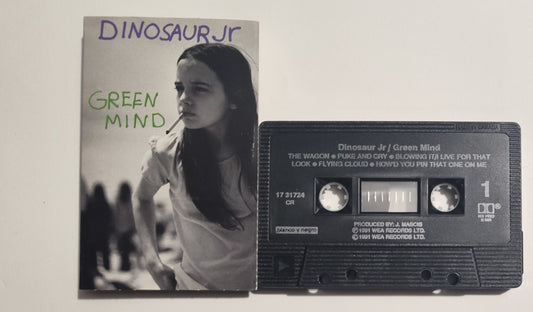 DINOSAUR Jr
GREEN
MIND
Dinosaur Jr / Green Mind
THE WAGON ● PUKE AND CRY ● BLOWING IT/I LIVE FOR THAT
LOOK ● FLYING CLOUD ● HOW'D YOU PIN THAT ONE ON ME
17 31724
CR
1
PRODUCED BY: J. MASCIS
blanco y negro
℗ 1991 WEA RECORDS LTD.
© 1991 WEA RECORDS LTD.